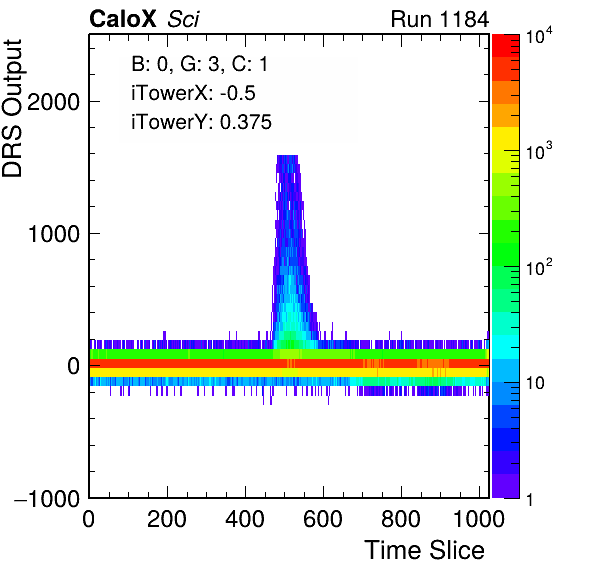 CaloX Sci Run 1184
B: 0, G: 3, C: 1
iTowerX: -0.5
iTowerY: 0.375
DRS Output
2000
1000
0
−1000
0 200 400 600 800 1000
Time Slice
10^4
10^3
10^2
10
1